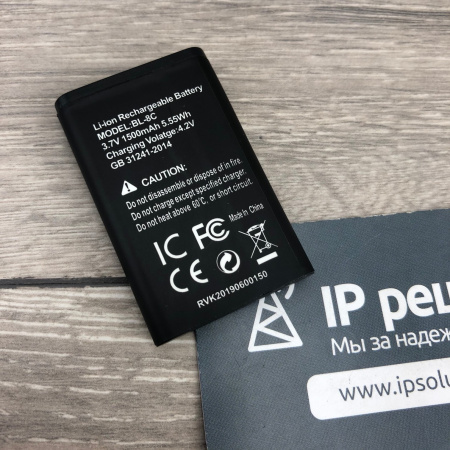 Li-ion Rechargeable Battery
MODEL:BL-8C
3.7V 1500mAh 5.55Wh
Charging Volatge:4.2V
GB 31241-2014
CAUTION:
Do not disassemble or dispose of in fire.
Do not charge except specified charger.
Do not heat above 60℃ or short circuit.
Made in China
IC FC CE
RVK20190600150
IP реш
Мы за надеж
www.ipsolu